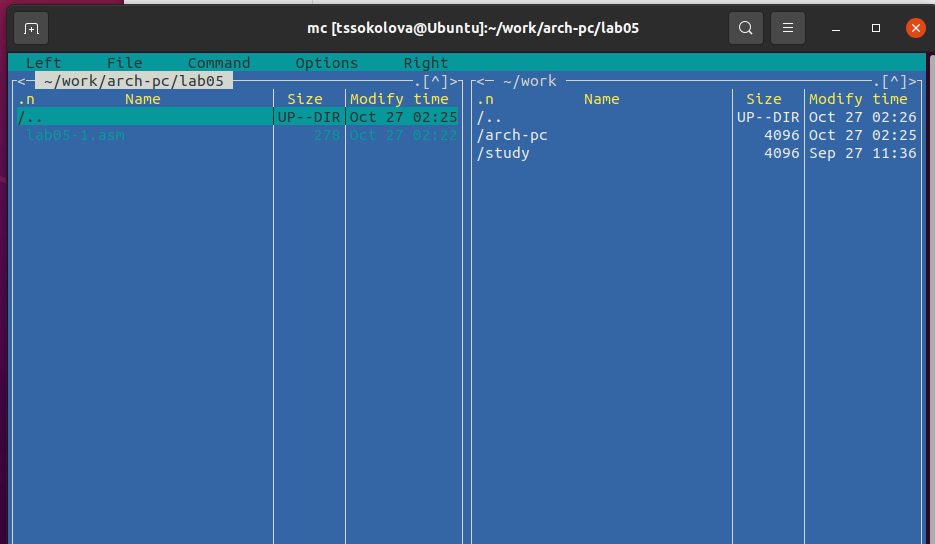 mc [tssokolova@Ubuntu]:~/work/arch-pc/lab05
Left File Command Options Right
<─ ~/work/arch-pc/lab05 ─.[^]>
.n Name Size Modify time
/.. UP--DIR Oct 27 02:25
lab05-1.asm 278 Oct 27 02:22
<─ ~/work ─.[^]>
.n Name Size Modify time
/.. UP--DIR Oct 27 02:26
/arch-pc 4096 Oct 27 02:25
/study 4096 Sep 27 11:36